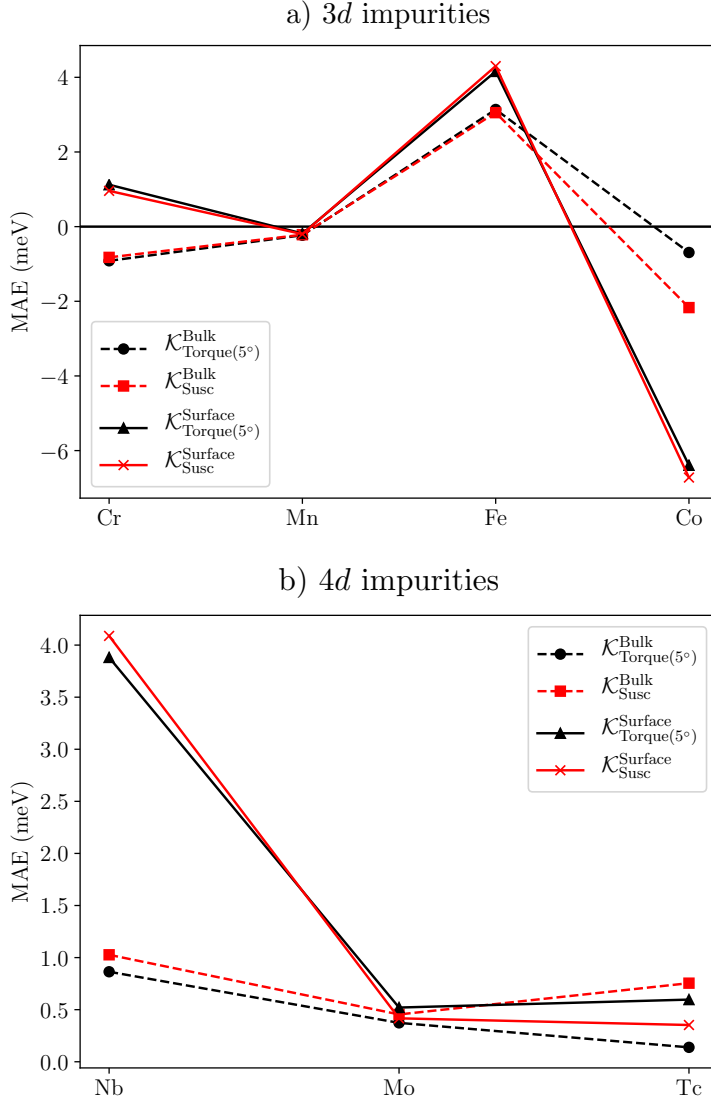 a) 3d impurities
MAE (meV)
4
2
0
−2
−4
−6
𝒦^Bulk_Torque(5°)
𝒦^Bulk_Susc
𝒦^Surface_Torque(5°)
𝒦^Surface_Susc
Cr Mn Fe Co
b) 4d impurities
MAE (meV)
4.0
3.5
3.0
2.5
2.0
1.5
1.0
0.5
0.0
𝒦^Bulk_Torque(5°)
𝒦^Bulk_Susc
𝒦^Surface_Torque(5°)
𝒦^Surface_Susc
Nb Mo Tc